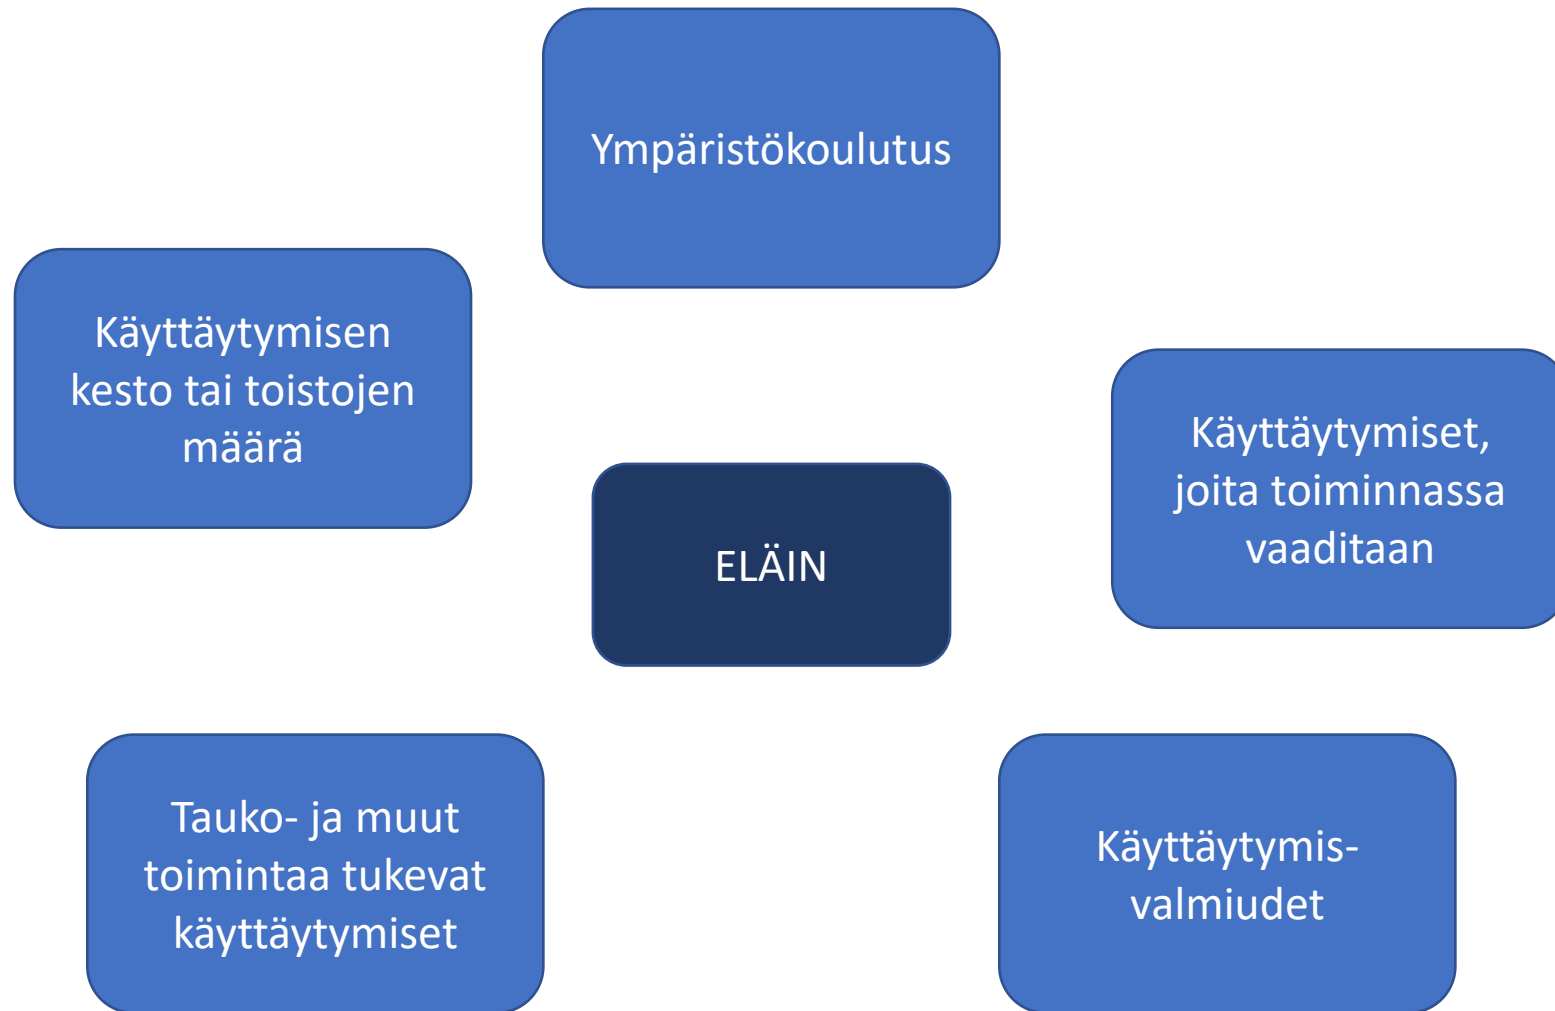 Ympäristökoulutus
Käyttäytymisen
kesto tai toistojen
määrä
Käyttäytymiset,
joita toiminnassa
vaaditaan
ELÄIN
Tauko- ja muut
toimintaa tukevat
käyttäytymiset
Käyttäytymis-
valmiudet